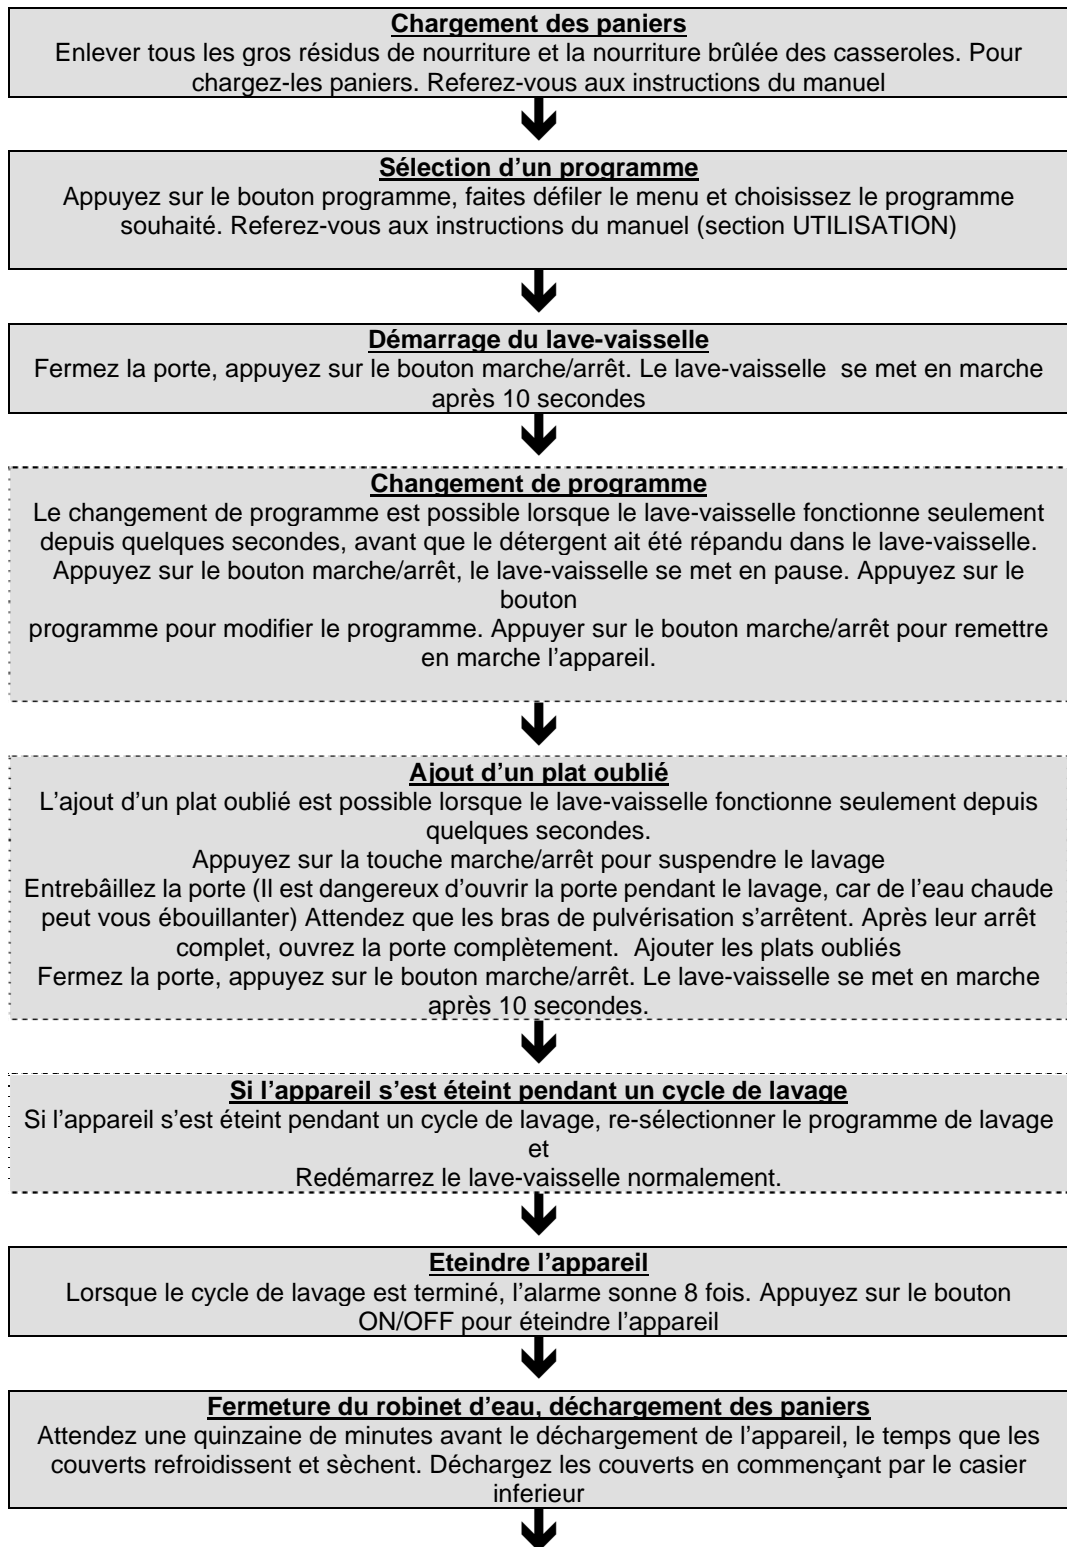 Chargement des paniers
Enlever tous les gros résidus de nourriture et la nourriture brûlée des casseroles. Pour
chargez-les paniers. Referez-vous aux instructions du manuel
Sélection d’un programme
Appuyez sur le bouton programme, faites défiler le menu et choisissez le programme
souhaité. Referez-vous aux instructions du manuel (section UTILISATION)
Démarrage du lave-vaisselle
Fermez la porte, appuyez sur le bouton marche/arrêt. Le lave-vaisselle  se met en marche
après 10 secondes
Changement de programme
Le changement de programme est possible lorsque le lave-vaisselle fonctionne seulement
depuis quelques secondes, avant que le détergent ait été répandu dans le lave-vaisselle.
Appuyez sur le bouton marche/arrêt, le lave-vaisselle se met en pause. Appuyez sur le
bouton
programme pour modifier le programme. Appuyer sur le bouton marche/arrêt pour remettre
en marche l’appareil.
Ajout d’un plat oublié
L’ajout d’un plat oublié est possible lorsque le lave-vaisselle fonctionne seulement depuis
quelques secondes.
Appuyez sur la touche marche/arrêt pour suspendre le lavage
Entrebâillez la porte (Il est dangereux d’ouvrir la porte pendant le lavage, car de l’eau chaude
peut vous ébouillanter) Attendez que les bras de pulvérisation s’arrêtent. Après leur arrêt
complet, ouvrez la porte complètement.  Ajouter les plats oubliés
Fermez la porte, appuyez sur le bouton marche/arrêt. Le lave-vaisselle se met en marche
après 10 secondes.
Si l’appareil s’est éteint pendant un cycle de lavage
Si l’appareil s’est éteint pendant un cycle de lavage, re-sélectionner le programme de lavage
et
Redémarrez le lave-vaisselle normalement.
Eteindre l’appareil
Lorsque le cycle de lavage est terminé, l’alarme sonne 8 fois. Appuyez sur le bouton
ON/OFF pour éteindre l’appareil
Fermeture du robinet d’eau, déchargement des paniers
Attendez une quinzaine de minutes avant le déchargement de l’appareil, le temps que les
couverts refroidissent et sèchent. Déchargez les couverts en commençant par le casier
inferieur